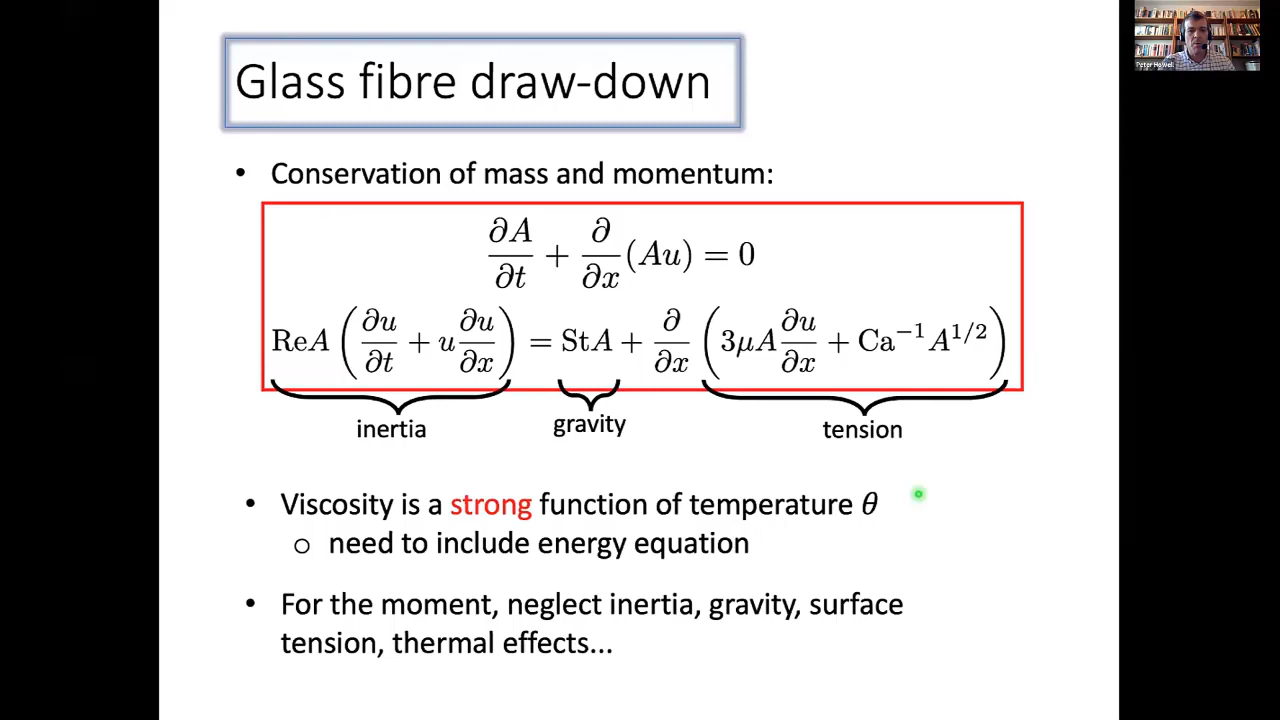 Glass fibre draw-down
• Conservation of mass and momentum:
∂A/∂t + ∂/∂x (Au) = 0
ReA (∂u/∂t + u ∂u/∂x) = StA + ∂/∂x (3μA ∂u/∂x + Ca⁻¹A^{1/2})
inertia gravity tension
• Viscosity is a strong function of temperature θ
o need to include energy equation
• For the moment, neglect inertia, gravity, surface
tension, thermal effects...
Peter Howell